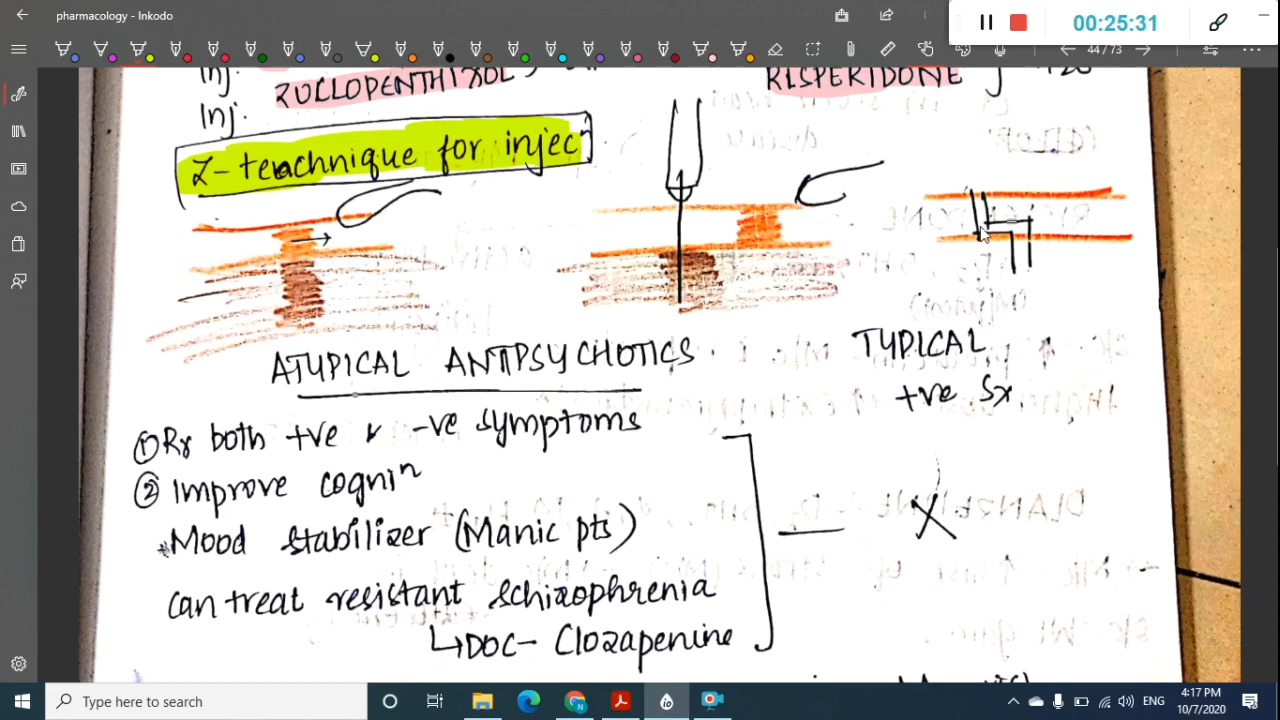 pharmacology - Inkodo
00:25:31
44 / 73
Inj.
ZUCLOPENTHIXOL
RISPERIDONE
Inj.
Z-teachnique for injecⁿ
ATYPICAL ANTIPSYCHOTICS
TYPICAL
+ve Sx.
① Rx both +ve & -ve symptoms
② Improve cogniⁿ
Mood stabilizer (Manic pts)
X
can treat resistant schizophrenia
↳DOC- Clozapenine
Type here to search
ENG
4:17 PM
10/7/2020